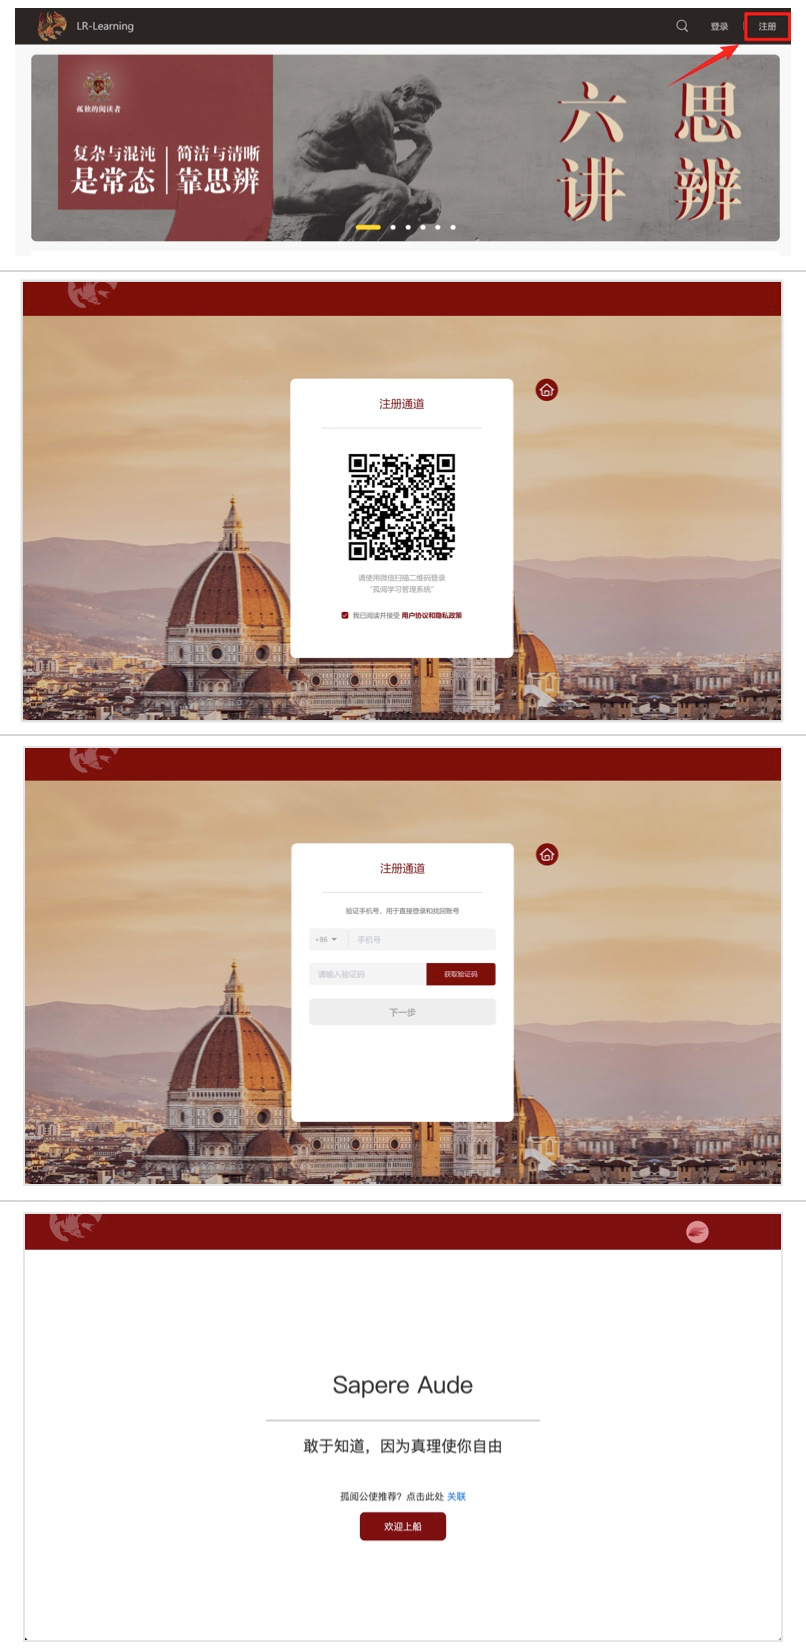 LR-Learning
登录
注册
孤独的阅读者
复杂与混沌 | 简洁与清晰
是常态 | 靠思辨
思辨
六讲
注册通道
请使用微信扫描二维码登录
“孤阅学习管理系统”
我已阅读并接受 用户协议和隐私政策
注册通道
验证手机号，用于直接登录和找回账号
+86 手机号
请输入验证码 获取验证码
下一步
Sapere Aude
敢于知道，因为真理使你自由
孤阅公使推荐？点击此处 关联
欢迎上船